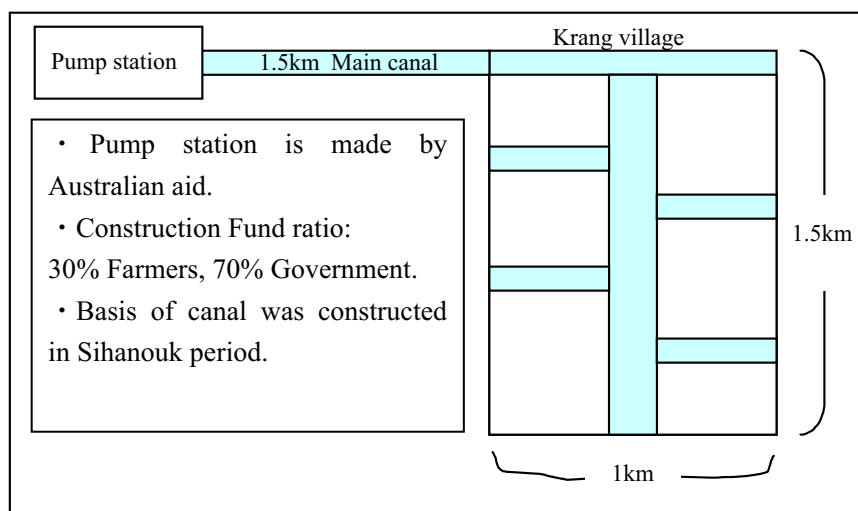 Krang village
Pump station
1.5km Main canal
・ Pump station is made by
Australian aid.
・Construction Fund ratio:
30% Farmers, 70% Government.
・Basis of canal was constructed
in Sihanouk period.
1.5km
1km